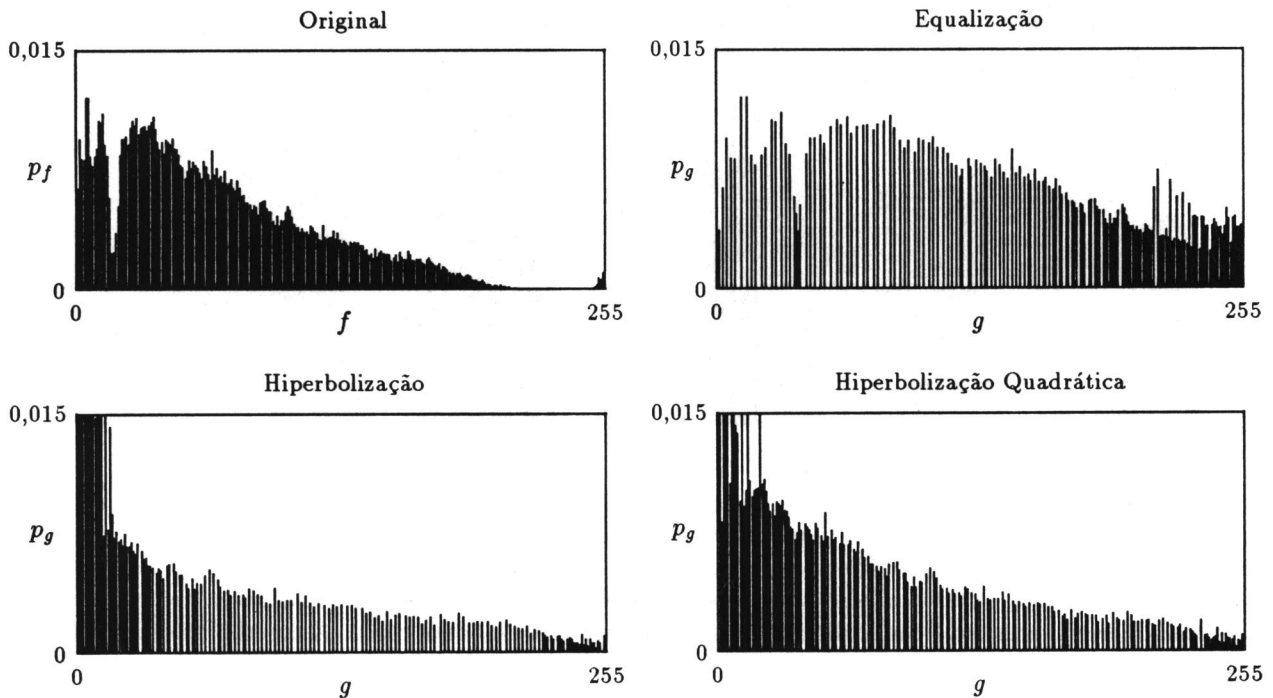 Original
0,015
p_f
0
0
f
255
Equalização
0,015
p_g
0
0
g
255
Hiperbolização
0,015
p_g
0
0
g
255
Hiperbolização Quadrática
0,015
p_g
0
0
g
255